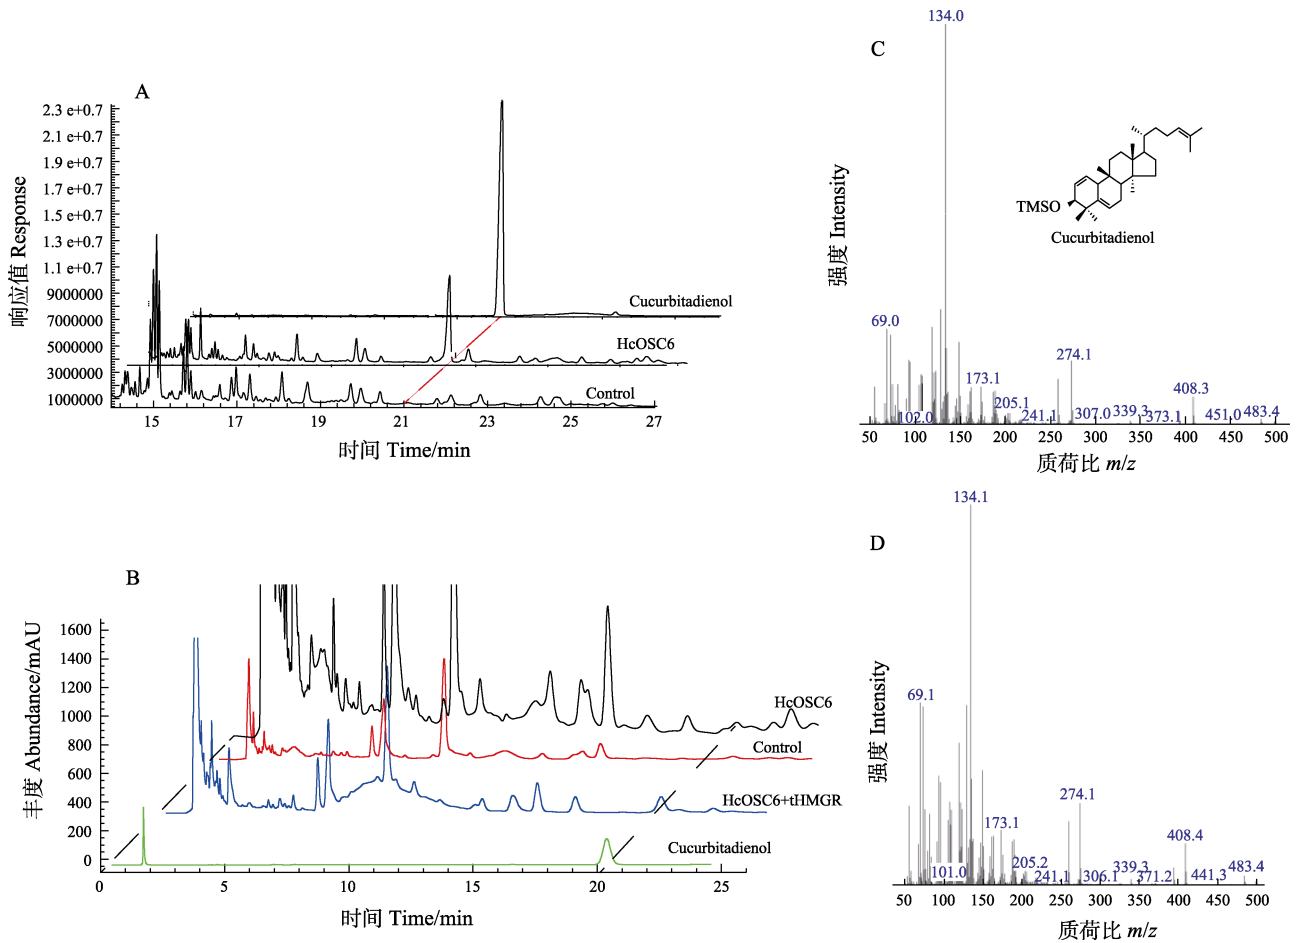 A
2.3 e+0.7
2.1 e+0.7
1.9 e+0.7
1.7 e+0.7
1.5 e+0.7
1.3 e+0.7
1.1 e+0.7
9000000
7000000
5000000
3000000
1000000
响应值 Response
Cucurbitadienol
HcOSC6
Control
15 17 19 21 23 25 27
时间 Time/min
C
134.0
69.0
102.0
173.1
205.1
241.1
274.1
307.0
339.3
373.1
408.3
451.0
483.4
TMSO
Cucurbitadienol
强度 Intensity
50 100 150 200 250 300 350 400 450 500
质荷比 m/z
B
1600
1400
1200
1000
800
600
400
200
0
丰度 Abundance/mAU
HcOSC6
Control
HcOSC6+tHMGR
Cucurbitadienol
0 5 10 15 20 25
时间 Time/min
D
134.1
69.1
101.0
173.1
205.2
241.1
274.1
306.1
339.3
371.2
408.4
441.3
483.4
强度 Intensity
50 100 150 200 250 300 350 400 450 500
质荷比 m/z